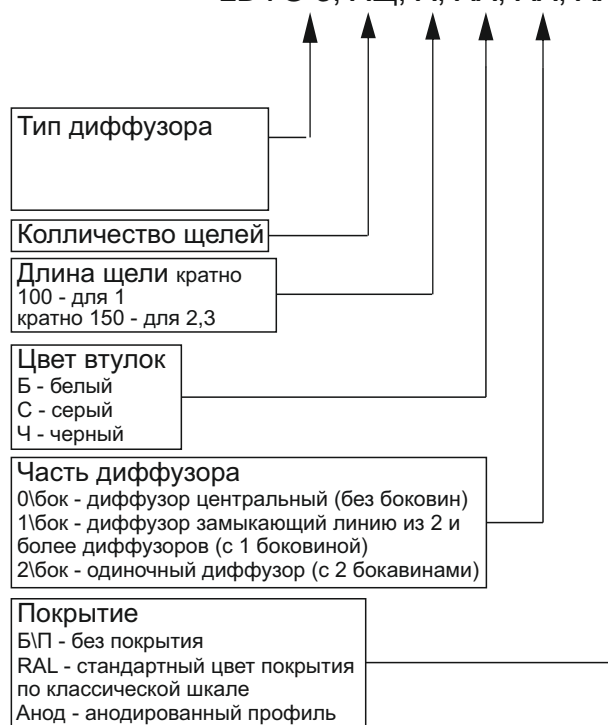 Тип диффузора
Колличество щелей
Длина щели кратно
100 - для 1
кратно 150 - для 2,3
Цвет втулок
Б - белый
С - серый
Ч - черный
Часть диффузора
0\бок - диффузор центральный (без боковин)
1\бок - диффузор замыкающий линию из 2 и
более диффузоров (с 1 боковиной)
2\бок - одиночный диффузор (с 2 бокавинами)
Покрытие
Б\П - без покрытия
RAL - стандартный цвет покрытия
по классической шкале
Анод - анодированный профиль